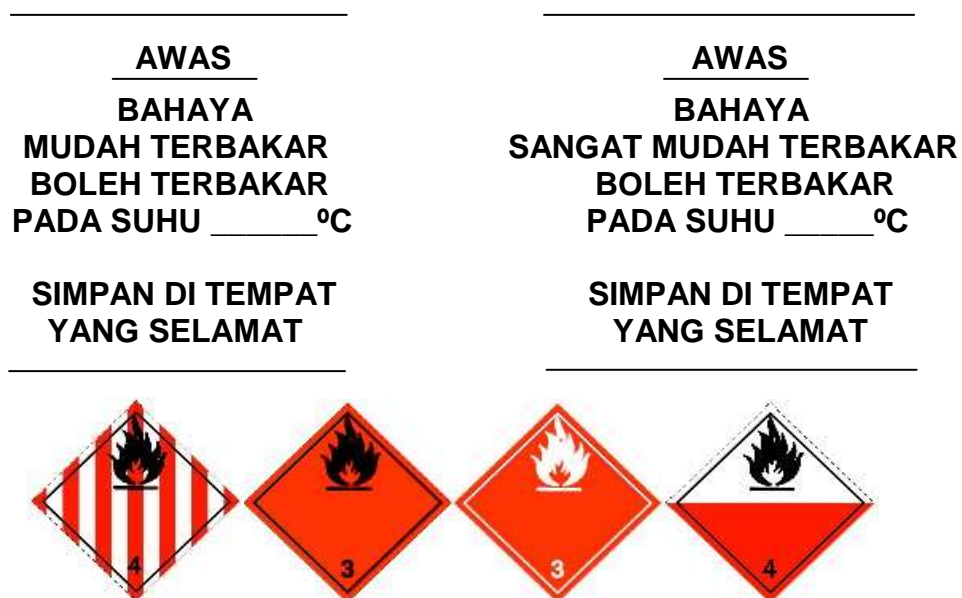 AWAS
BAHAYA
MUDAH TERBAKAR
BOLEH TERBAKAR
PADA SUHU ______ºC
SIMPAN DI TEMPAT
YANG SELAMAT
AWAS
BAHAYA
SANGAT MUDAH TERBAKAR
BOLEH TERBAKAR
PADA SUHU _____ºC
SIMPAN DI TEMPAT
YANG SELAMAT
4
3
3
4